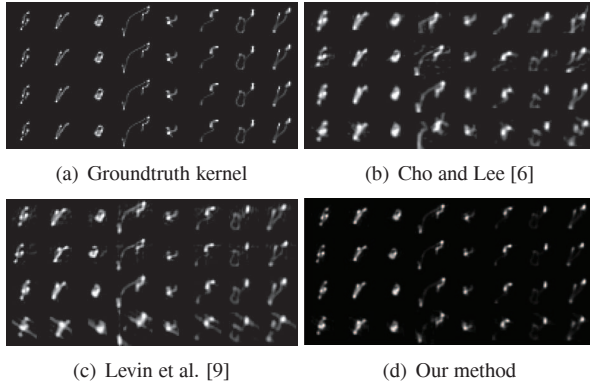 (a) Groundtruth kernel
(b) Cho and Lee [6]
(c) Levin et al. [9]
(d) Our method